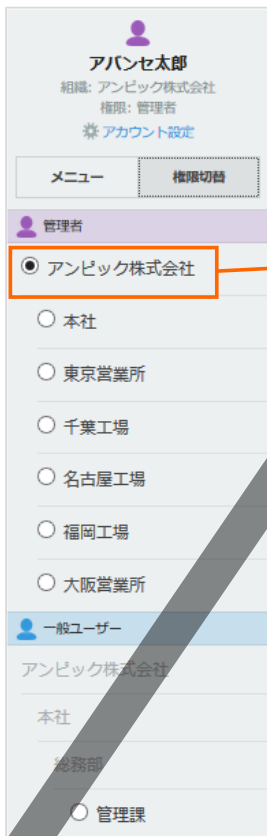 アバンセ太郎
組織: アンピック株式会社
権限: 管理者
アカウント設定
メニュー 権限切替
管理者
アンピック株式会社
本社
東京営業所
千葉工場
名古屋工場
福岡工場
大阪営業所
一般ユーザー
アンピック株式会社
本社
総務部
管理課